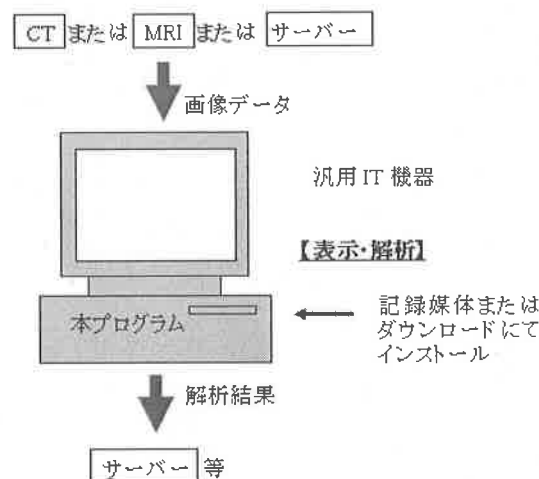 CT または MRI または サーバー
画像データ
汎用 IT 機器
【表示・解析】
本プログラム
記録媒体または
ダウンロードにて
インストール
解析結果
サーバー 等